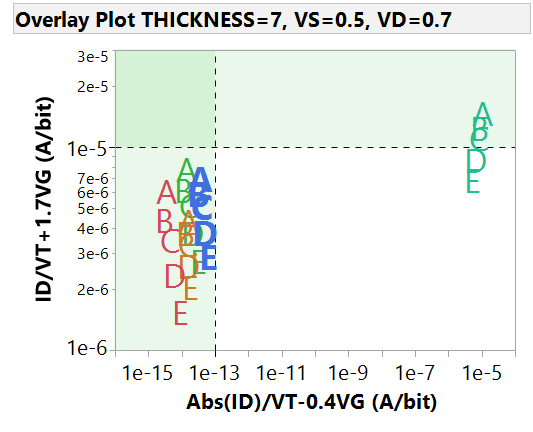 Overlay Plot THICKNESS=7, VS=0.5, VD=0.7
ID/VT+1.7VG (A/bit)
3e-5
2e-5
1e-5
7e-6
6e-6
5e-6
4e-6
3e-6
2e-6
1e-6
A
B
C
D
E
A
B
C
D
E
A
B
C
D
E
A
B
C
D
E
A
B
C
D
E
1e-15 1e-13 1e-11 1e-9 1e-7 1e-5
Abs(ID)/VT-0.4VG (A/bit)